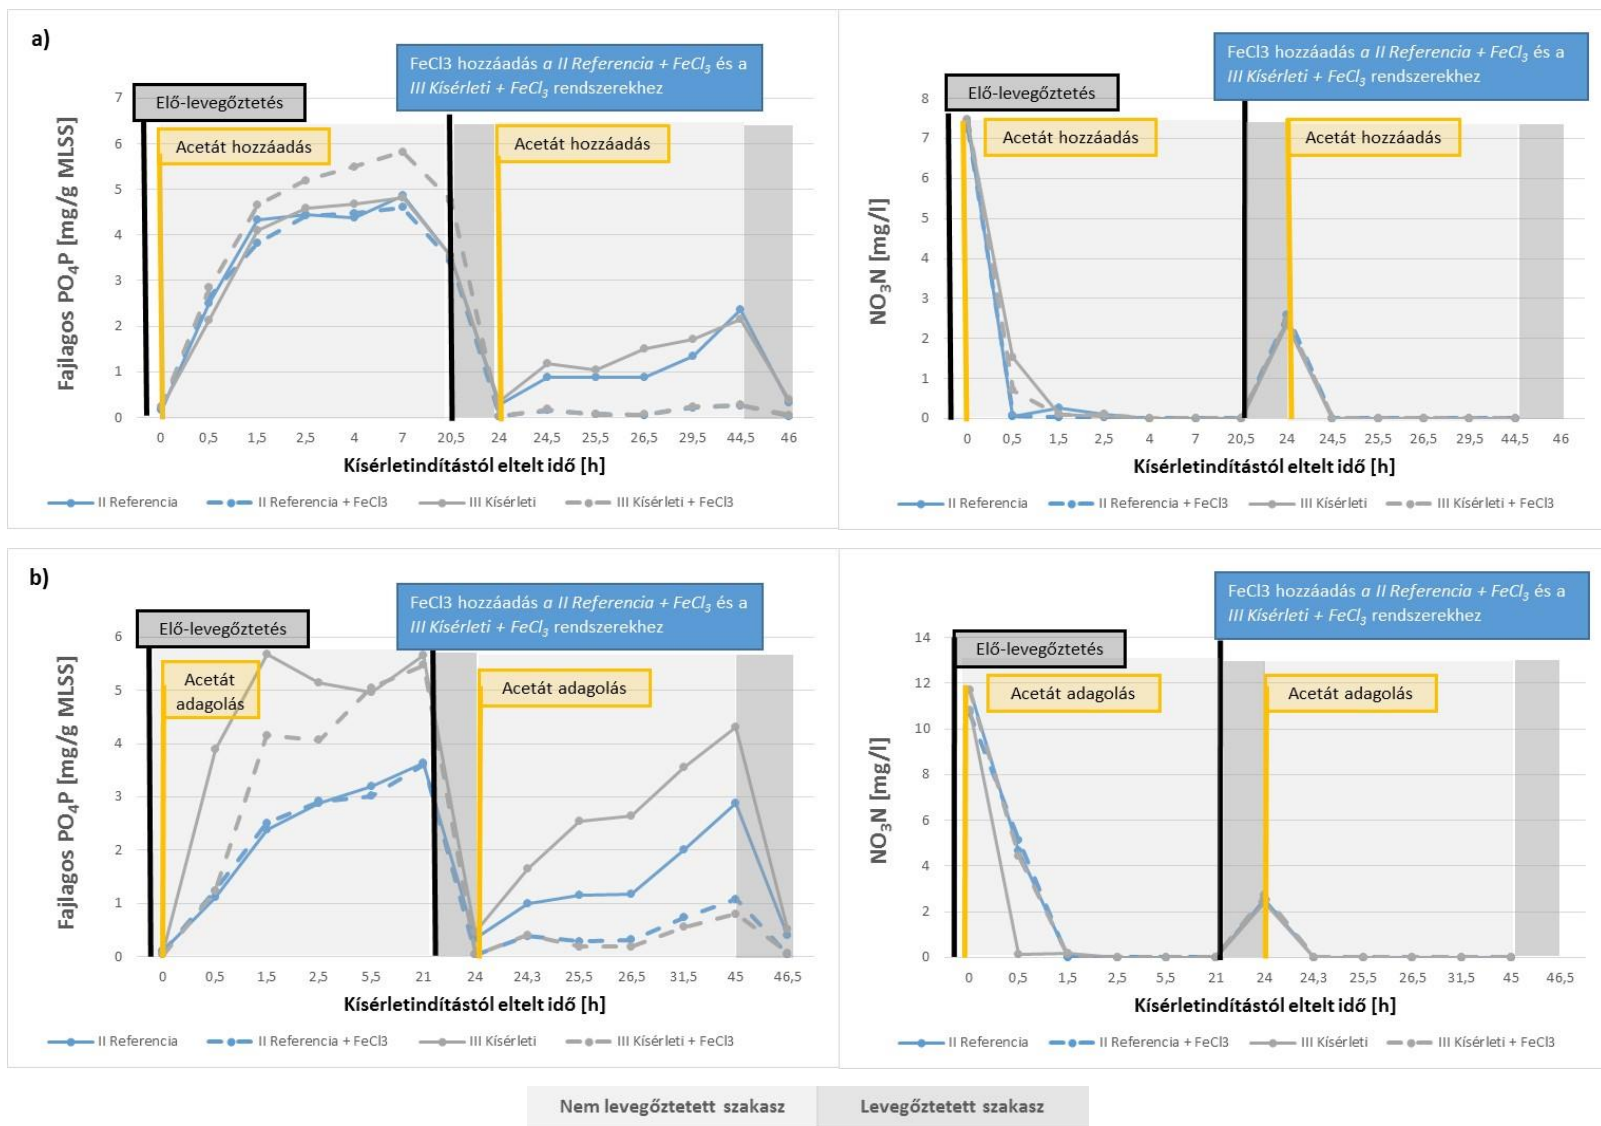 a)
FeCl3 hozzáadás a II Referencia + FeCl₃ és a
III Kísérleti + FeCl₃ rendszerekhez
Elő-levegőztetés
Acetát hozzáadás
Acetát hozzáadás
Fajlagos PO₄P [mg/g MLSS]
7
6
5
4
3
2
1
0
0 0,5 1,5 2,5 4 7 20,5 24 24,5 25,5 26,5 29,5 44,5 46
Kísérletindítástól eltelt idő [h]
II Referencia II Referencia + FeCl3 III Kísérleti III Kísérleti + FeCl3
FeCl3 hozzáadás a II Referencia + FeCl₃ és a
III Kísérleti + FeCl₃ rendszerekhez
Elő-levegőztetés
Acetát hozzáadás
Acetát hozzáadás
NO₃N [mg/l]
8
7
6
5
4
3
2
1
0
0 0,5 1,5 2,5 4 7 20,5 24 24,5 25,5 26,5 29,5 44,5 46
Kísérletindítástól eltelt idő [h]
II Referencia II Referencia + FeCl3 III Kísérleti III Kísérleti + FeCl3
b)
FeCl3 hozzáadás a II Referencia + FeCl₃ és a
III Kísérleti + FeCl₃ rendszerekhez
Elő-levegőztetés
Acetát
adagolás
Acetát adagolás
Fajlagos PO₄P [mg/g MLSS]
6
5
4
3
2
1
0
0 0,5 1,5 2,5 5,5 21 24 24,3 25,5 26,5 31,5 45 46,5
Kísérletindítástól eltelt idő [h]
II Referencia II Referencia + FeCl3 III Kísérleti III Kísérleti + FeCl3
FeCl3 hozzáadás a II Referencia + FeCl₃ és a
III Kísérleti + FeCl₃ rendszerekhez
Elő-levegőztetés
Acetát adagolás
Acetát adagolás
NO₃N [mg/l]
14
12
10
8
6
4
2
0
0 0,5 1,5 2,5 5,5 21 24 24,3 25,5 26,5 31,5 45 46,5
Kísérletindítástól eltelt idő [h]
II Referencia II Referencia + FeCl3 III Kísérleti III Kísérleti + FeCl3
Nem levegőztetett szakasz Levegőztetett szakasz